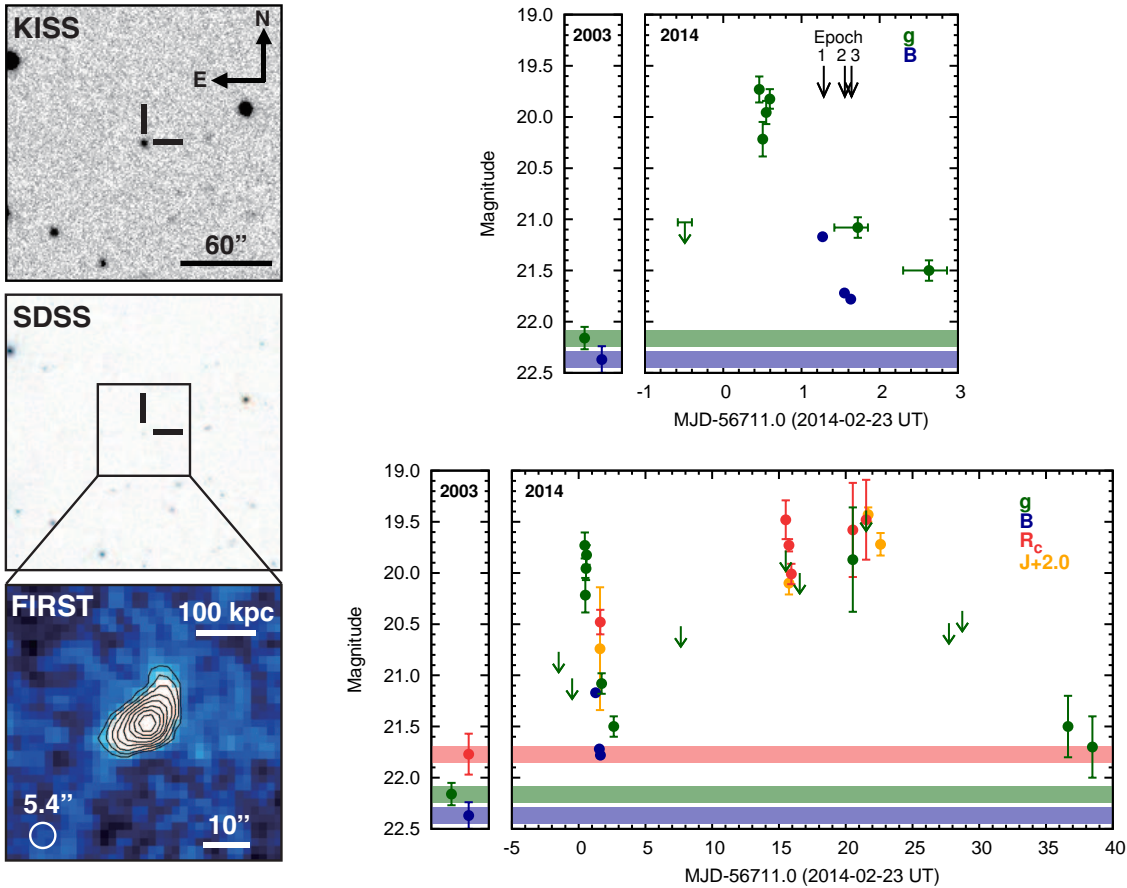 KISS
N
E
60”
SDSS
FIRST
100 kpc
5.4”
10”
2003
2014
Epoch
1 2 3
g
B
19.0
19.5
20.0
20.5
21.0
21.5
22.0
22.5
Magnitude
-1 0 1 2 3
MJD-56711.0 (2014-02-23 UT)
2003
2014
g
B
Rc
J+2.0
19.0
19.5
20.0
20.5
21.0
21.5
22.0
22.5
Magnitude
-5 0 5 10 15 20 25 30 35 40
MJD-56711.0 (2014-02-23 UT)